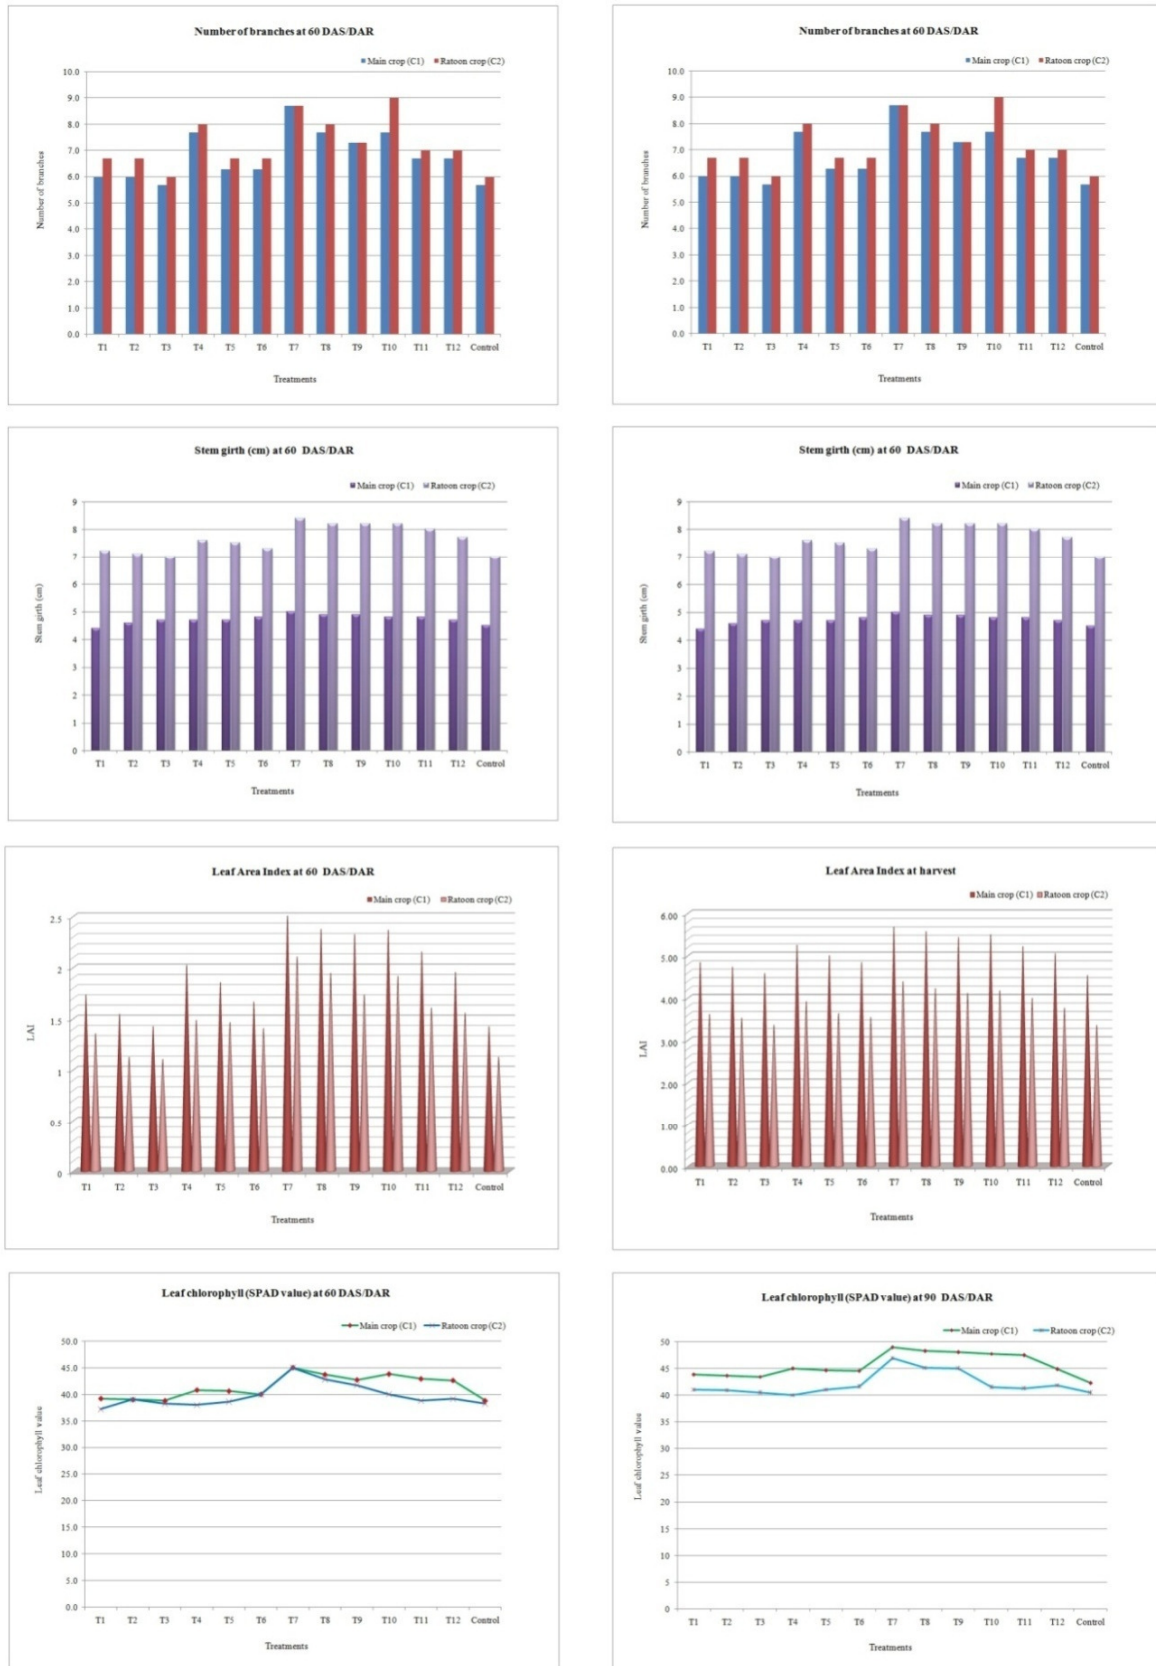 Number of branches at 60 DAS/DAR
Main crop (C1) Ratoon crop (C2)
10.0
9.0
8.0
7.0
6.0
5.0
4.0
3.0
2.0
1.0
0.0
Number of branches
T1 T2 T3 T4 T5 T6 T7 T8 T9 T10 T11 T12 Control
Treatments
Number of branches at 60 DAS/DAR
Main crop (C1) Ratoon crop (C2)
10.0
9.0
8.0
7.0
6.0
5.0
4.0
3.0
2.0
1.0
0.0
Number of branches
T1 T2 T3 T4 T5 T6 T7 T8 T9 T10 T11 T12 Control
Treatments
Stem girth (cm) at 60 DAS/DAR
Main crop (C1) Ratoon crop (C2)
9
8
7
6
5
4
3
2
1
0
Stem girth (cm)
T1 T2 T3 T4 T5 T6 T7 T8 T9 T10 T11 T12 Control
Treatments
Stem girth (cm) at 60 DAS/DAR
Main crop (C1) Ratoon crop (C2)
9
8
7
6
5
4
3
2
1
0
Stem girth (cm)
T1 T2 T3 T4 T5 T6 T7 T8 T9 T10 T11 T12 Control
Treatments
Leaf Area Index at 60 DAS/DAR
Main crop (C1) Ratoon crop (C2)
2.5
2
1.5
1
0.5
0
LAI
T1 T2 T3 T4 T5 T6 T7 T8 T9 T10 T11 T12 Control
Treatments
Leaf Area Index at harvest
Main crop (C1) Ratoon crop (C2)
6.00
5.00
4.00
3.00
2.00
1.00
0.00
LAI
T1 T2 T3 T4 T5 T6 T7 T8 T9 T10 T11 T12 Control
Treatments
Leaf chlorophyll (SPAD value) at 60 DAS/DAR
Main crop (C1) Ratoon crop (C2)
50.0
45.0
40.0
35.0
30.0
25.0
20.0
15.0
10.0
5.0
0.0
Leaf chlorophyll value
T1 T2 T3 T4 T5 T6 T7 T8 T9 T10 T11 T12 Control
Treatments
Leaf chlorophyll (SPAD value) at 90 DAS/DAR
Main crop (C1) Ratoon crop (C2)
50
45
40
35
30
25
20
15
10
5
0
Leaf chlorophyll value
T1 T2 T3 T4 T5 T6 T7 T8 T9 T10 T11 T12 Control
Treatments